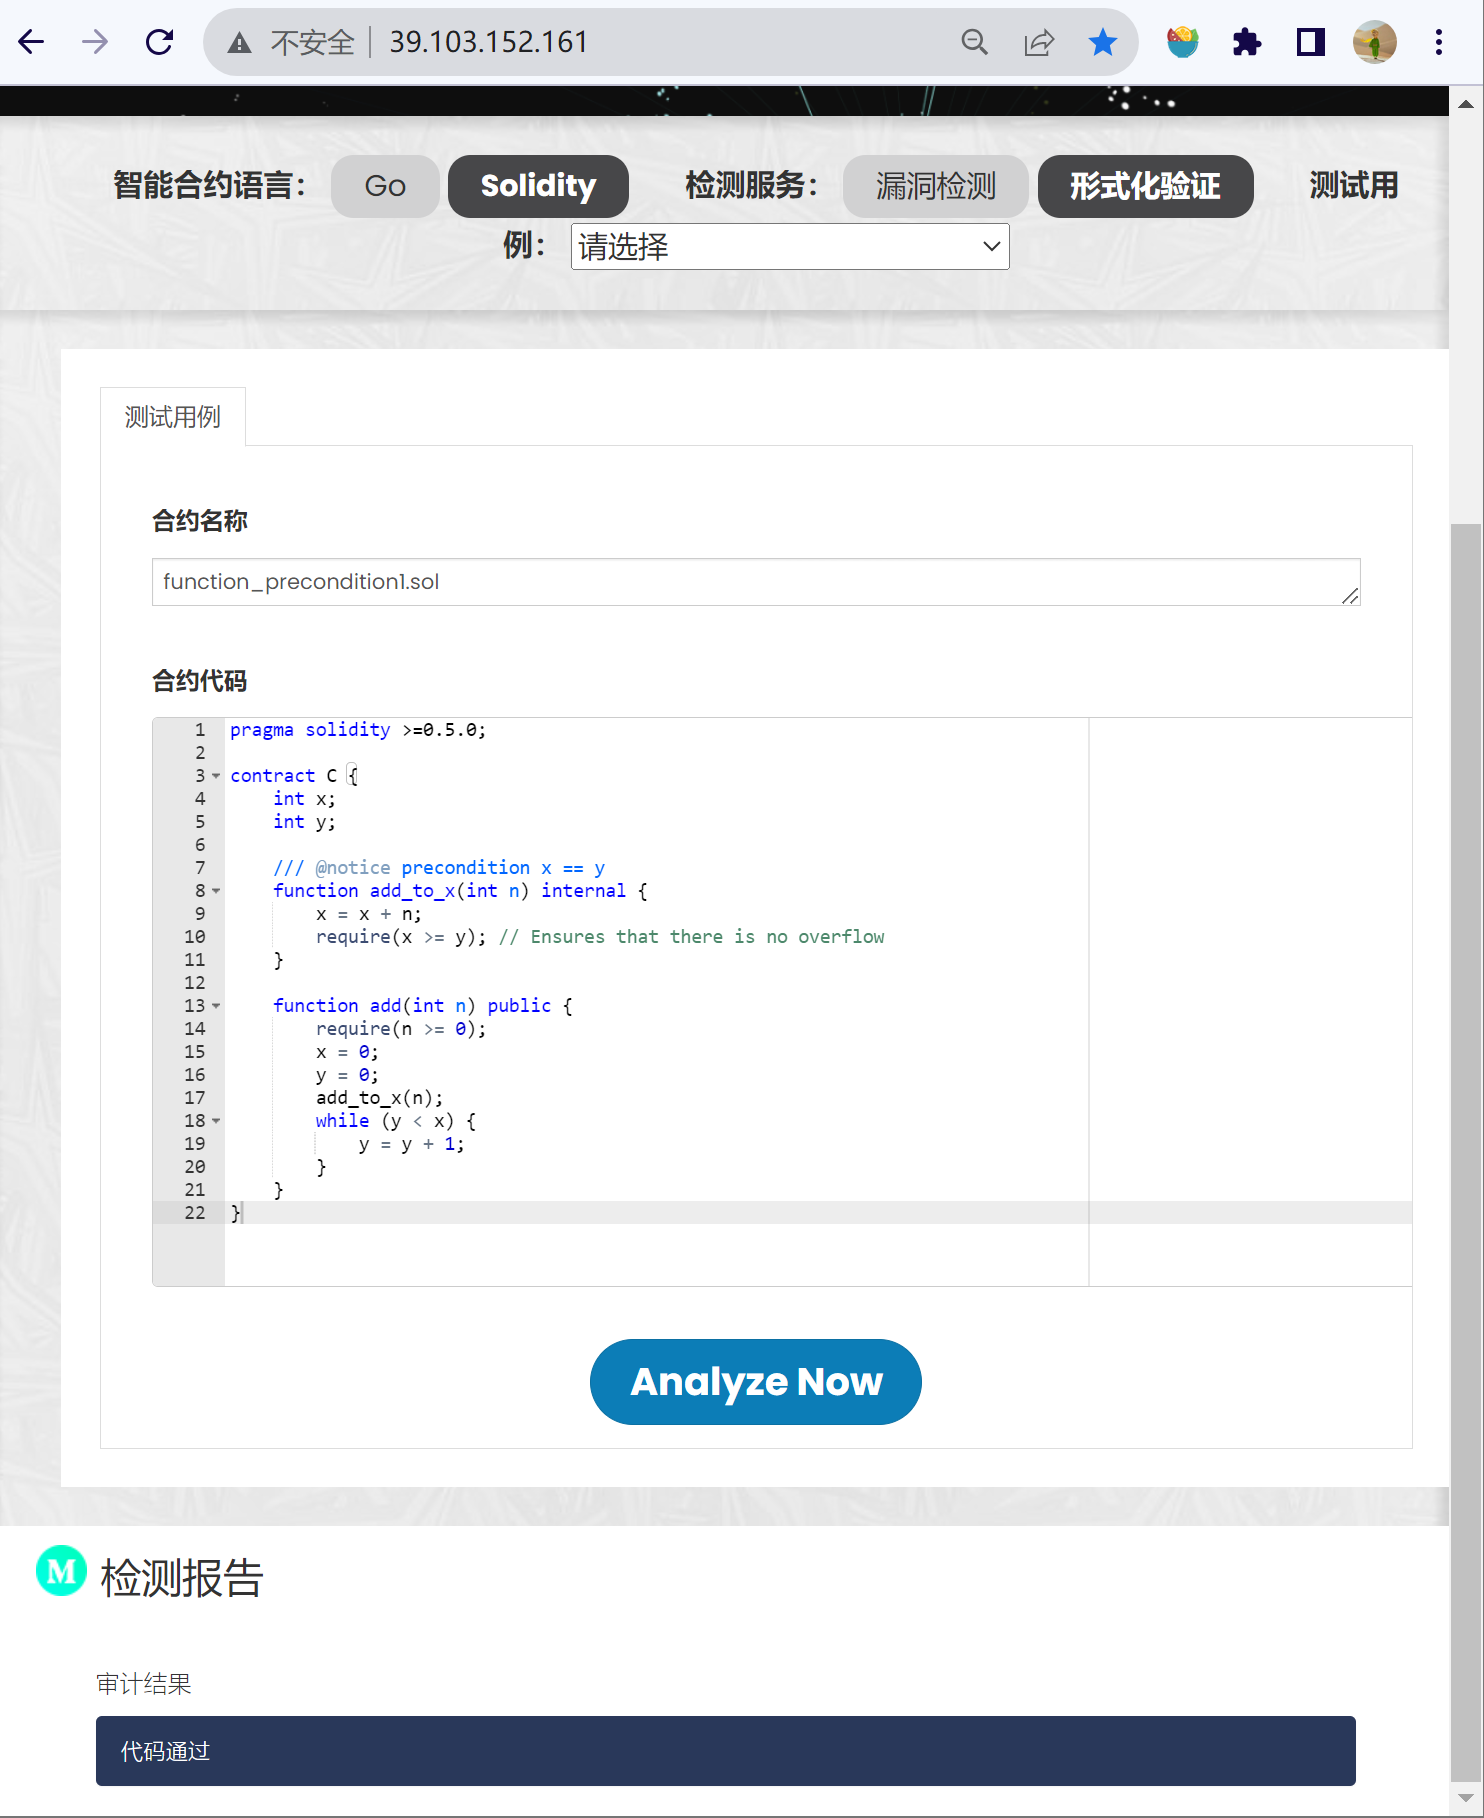 不安全 39.103.152.161
智能合约语言： Go Solidity 检测服务： 漏洞检测 形式化验证 测试用
例： 请选择
测试用例
合约名称
function_precondition1.sol
合约代码
1 pragma solidity >=0.5.0;
2
3 contract C {
4     int x;
5     int y;
6
7     /// @notice precondition x == y
8     function add_to_x(int n) internal {
9         x = x + n;
10         require(x >= y); // Ensures that there is no overflow
11     }
12
13     function add(int n) public {
14         require(n >= 0);
15         x = 0;
16         y = 0;
17         add_to_x(n);
18         while (y < x) {
19             y = y + 1;
20         }
21     }
22 }
Analyze Now
M 检测报告
审计结果
代码通过